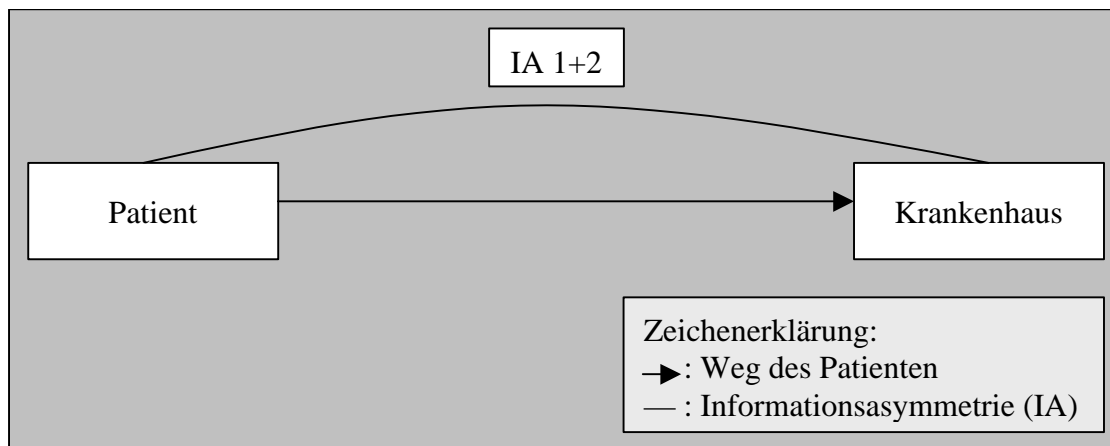 IA 1+2
Patient
Krankenhaus
Zeichenerklärung:
: Weg des Patienten
— : Informationsasymmetrie (IA)